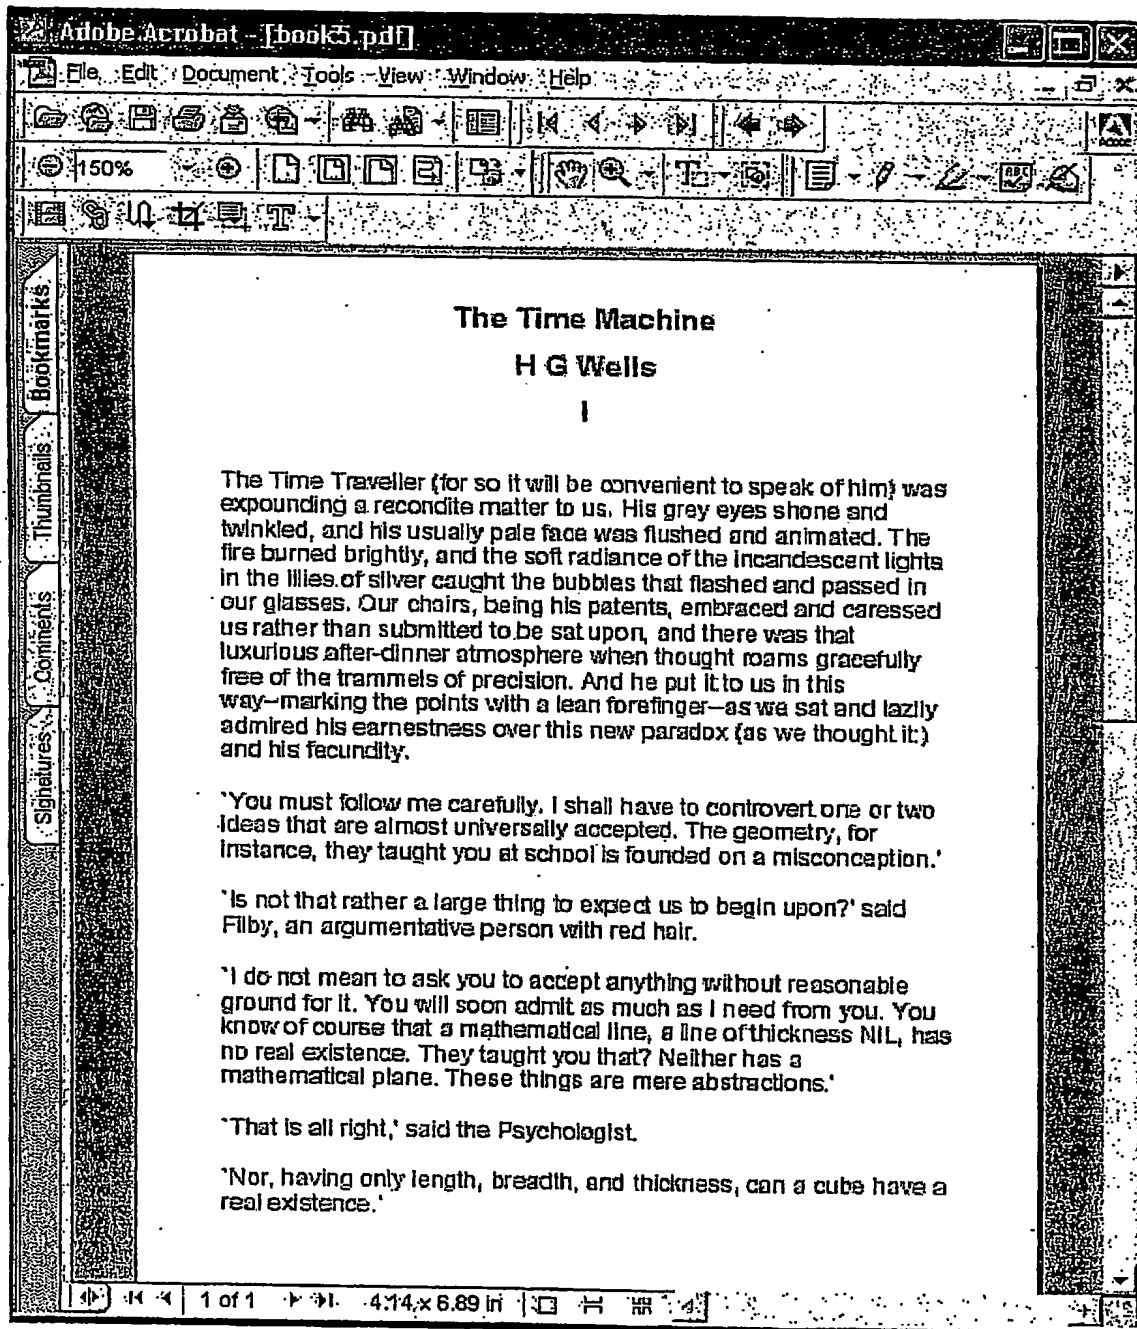 Adobe Acrobat - [book5.pdf]
File Edit Document Tools View Window Help
ADOBE
150%
ABC
Bookmarks
Thumbnails
Comments
Signatures
The Time Machine
H G Wells
I
The Time Traveller (for so it will be convenient to speak of him) was
expounding a recondite matter to us. His grey eyes shone and
twinkled, and his usually pale face was flushed and animated. The
fire burned brightly, and the soft radiance of the incandescent lights
in the lilies of silver caught the bubbles that flashed and passed in
our glasses. Our chairs, being his patents, embraced and caressed
us rather than submitted to be sat upon, and there was that
luxurious after-dinner atmosphere when thought roams gracefully
free of the trammels of precision. And he put it to us in this
way--marking the points with a lean forefinger--as we sat and lazily
admired his earnestness over this new paradox (as we thought it:)
and his fecundity.
`You must follow me carefully. I shall have to controvert one or two
ideas that are almost universally accepted. The geometry, for
instance, they taught you at school is founded on a misconception.'
`Is not that rather a large thing to expect us to begin upon?' said
Filby, an argumentative person with red hair.
`I do not mean to ask you to accept anything without reasonable
ground for it. You will soon admit as much as I need from you. You
know of course that a mathematical line, a line of thickness NIL, has
no real existence. They taught you that? Neither has a
mathematical plane. These things are mere abstractions.'
`That is all right,' said the Psychologist.
`Nor, having only length, breadth, and thickness, can a cube have a
real existence.'
1 of 1 4.14 x 6.89 in